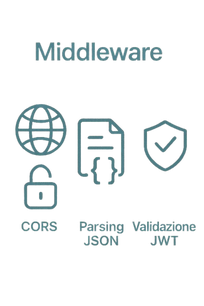 Middleware
CORS
Parsing
JSON
Validazione
JWT